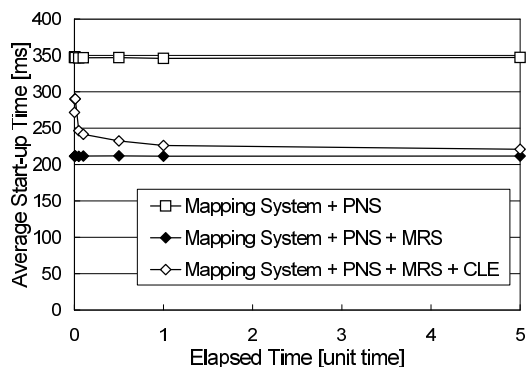 400
350
300
250
200
150
100
50
0
Average Start-up Time [ms]
Mapping System + PNS
Mapping System + PNS + MRS
Mapping System + PNS + MRS + CLE
0 1 2 3 4 5
Elapsed Time [unit time]